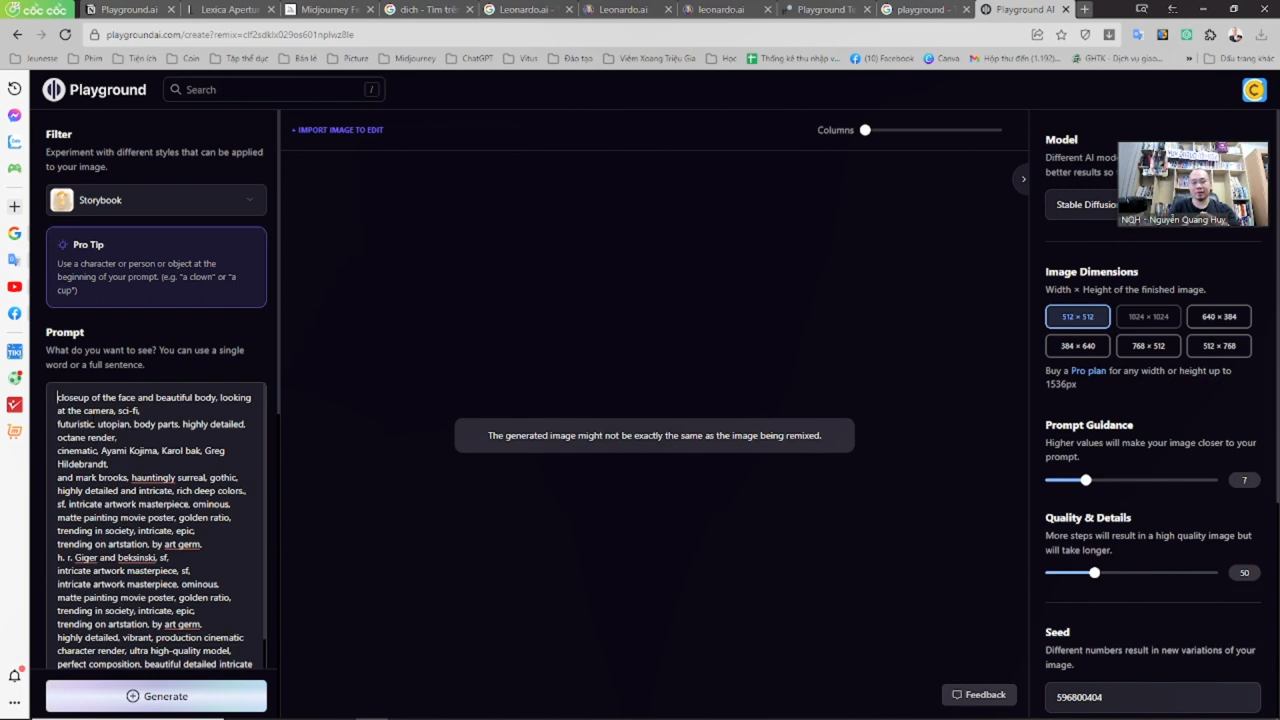 cốc cốc
Playground.ai
Lexica Apertur
Midjourney Fe
dich - Tìm trên
Leonardo.ai -
Leonardo.ai
leonardo.ai
Playground Te
playground - T
Playground AI
playgroundai.com/create?remix=clf2sdklx029os601nplwz8le
Jeunesse
Phim
Tiện ích
Coin
Tập thể dục
Bán lẻ
Picture
Midjourney
ChatGPT
Vitus
Đào tạo
Viêm Xoang Triệu Gia
Học
Thống kê thu nhập v...
(10) Facebook
Canva
Hộp thư đến (1.192)...
GHTK - Dịch vụ giao...
»
Dấu trang khác
Playground
Search
/
Filter
Experiment with different styles that can be applied
to your image.
Storybook
Pro Tip
Use a character or person or object at the
beginning of your prompt. (e.g. "a clown" or "a
cup")
Prompt
What do you want to see? You can use a single
word or a full sentence.
closeup of the face and beautiful body, looking
at the camera, sci-fi,
futuristic, utopian, body parts, highly detailed,
octane render,
cinematic, Ayami Kojima, Karol bak, Greg
Hildebrandt,
and mark brooks, hauntingly surreal, gothic,
highly detailed and intricate, rich deep colors.,
sf, intricate artwork masterpiece, ominous,
matte painting movie poster, golden ratio,
trending in society, intricate, epic,
trending on artstation, by art germ,
h. r. Giger and beksinski, sf,
intricate artwork masterpiece, sf,
intricate artwork masterpiece, ominous,
matte painting movie poster, golden ratio,
trending in society, intricate, epic,
trending on artstation, by art germ,
highly detailed, vibrant, production cinematic
character render, ultra high-quality model,
perfect composition, beautiful detailed intricate
Generate
+ IMPORT IMAGE TO EDIT
Columns
The generated image might not be exactly the same as the image being remixed.
Feedback
Model
Different AI mod
better results so
Stable Diffusion
NQH - Nguyễn Quang Huy
Image Dimensions
Width × Height of the finished image.
512 × 512
1024 × 1024
640 × 384
384 × 640
768 × 512
512 × 768
Buy a Pro plan for any width or height up to
1536px
Prompt Guidance
Higher values will make your image closer to your
prompt.
7
Quality & Details
More steps will result in a high quality image but
will take longer.
50
Seed
Different numbers result in new variations of your
image.
596800404